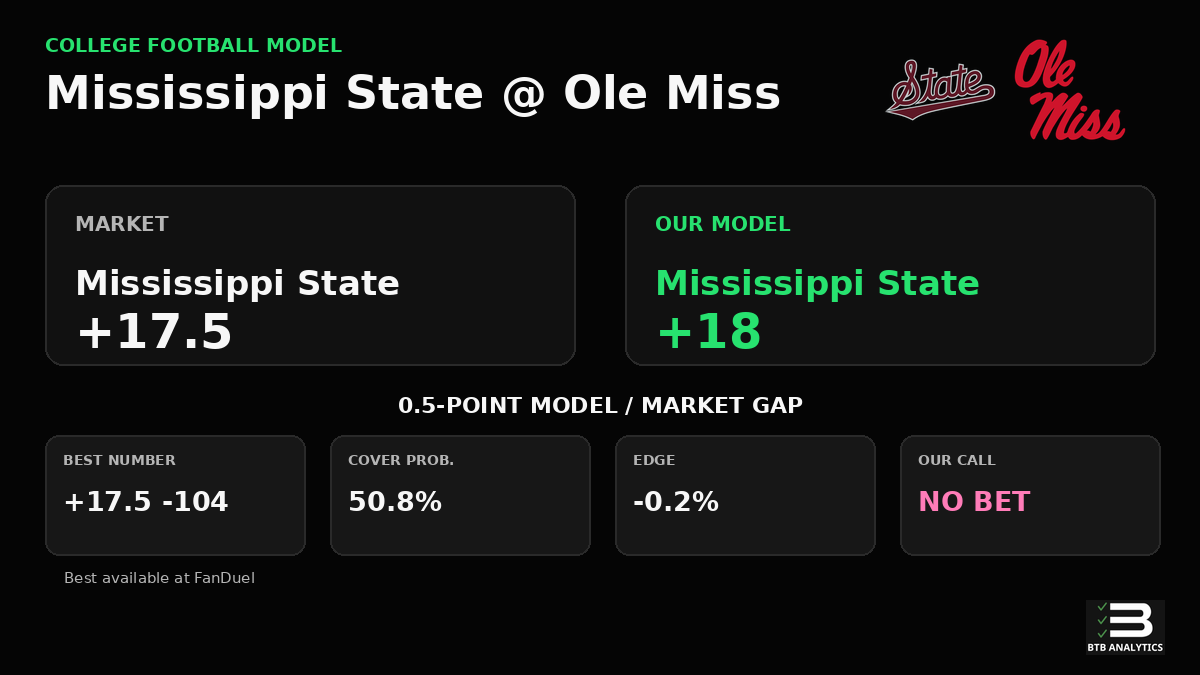 COLLEGE FOOTBALL MODEL
Mississippi State @ Ole Miss
State
Ole
Miss
MARKET
Mississippi State
+17.5
OUR MODEL
Mississippi State
+18
0.5-POINT MODEL / MARKET GAP
BEST NUMBER
+17.5 -104
COVER PROB.
50.8%
EDGE
-0.2%
OUR CALL
NO BET
Best available at FanDuel
B
BTB ANALYTICS